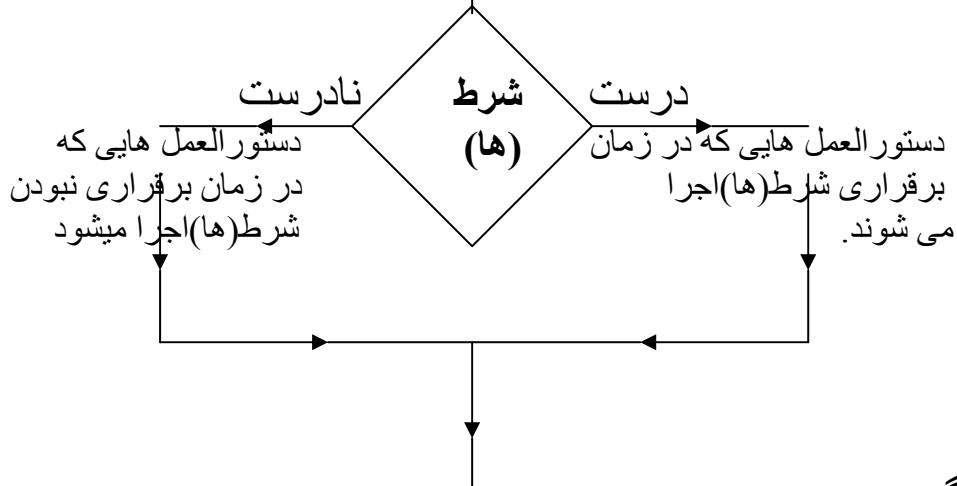 شرط
(ها)
درست
نادرست
دستورالعمل هایی که در زمان
برقراری شرط(ها)اجرا
می شوند.
دستورالعمل هایی که
در زمان برقراری نبودن
شرط(ها)اجرا میشود